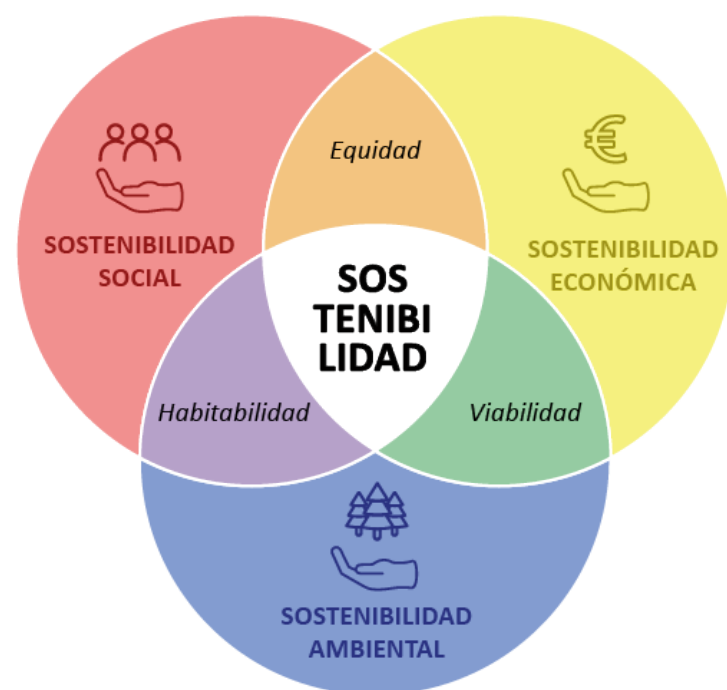 Equidad
SOSTENIBILIDAD
SOCIAL
SOSTENIBILIDAD
ECONÓMICA
SOS
TENIBI
LIDAD
Habitabilidad
Viabilidad
SOSTENIBILIDAD
AMBIENTAL